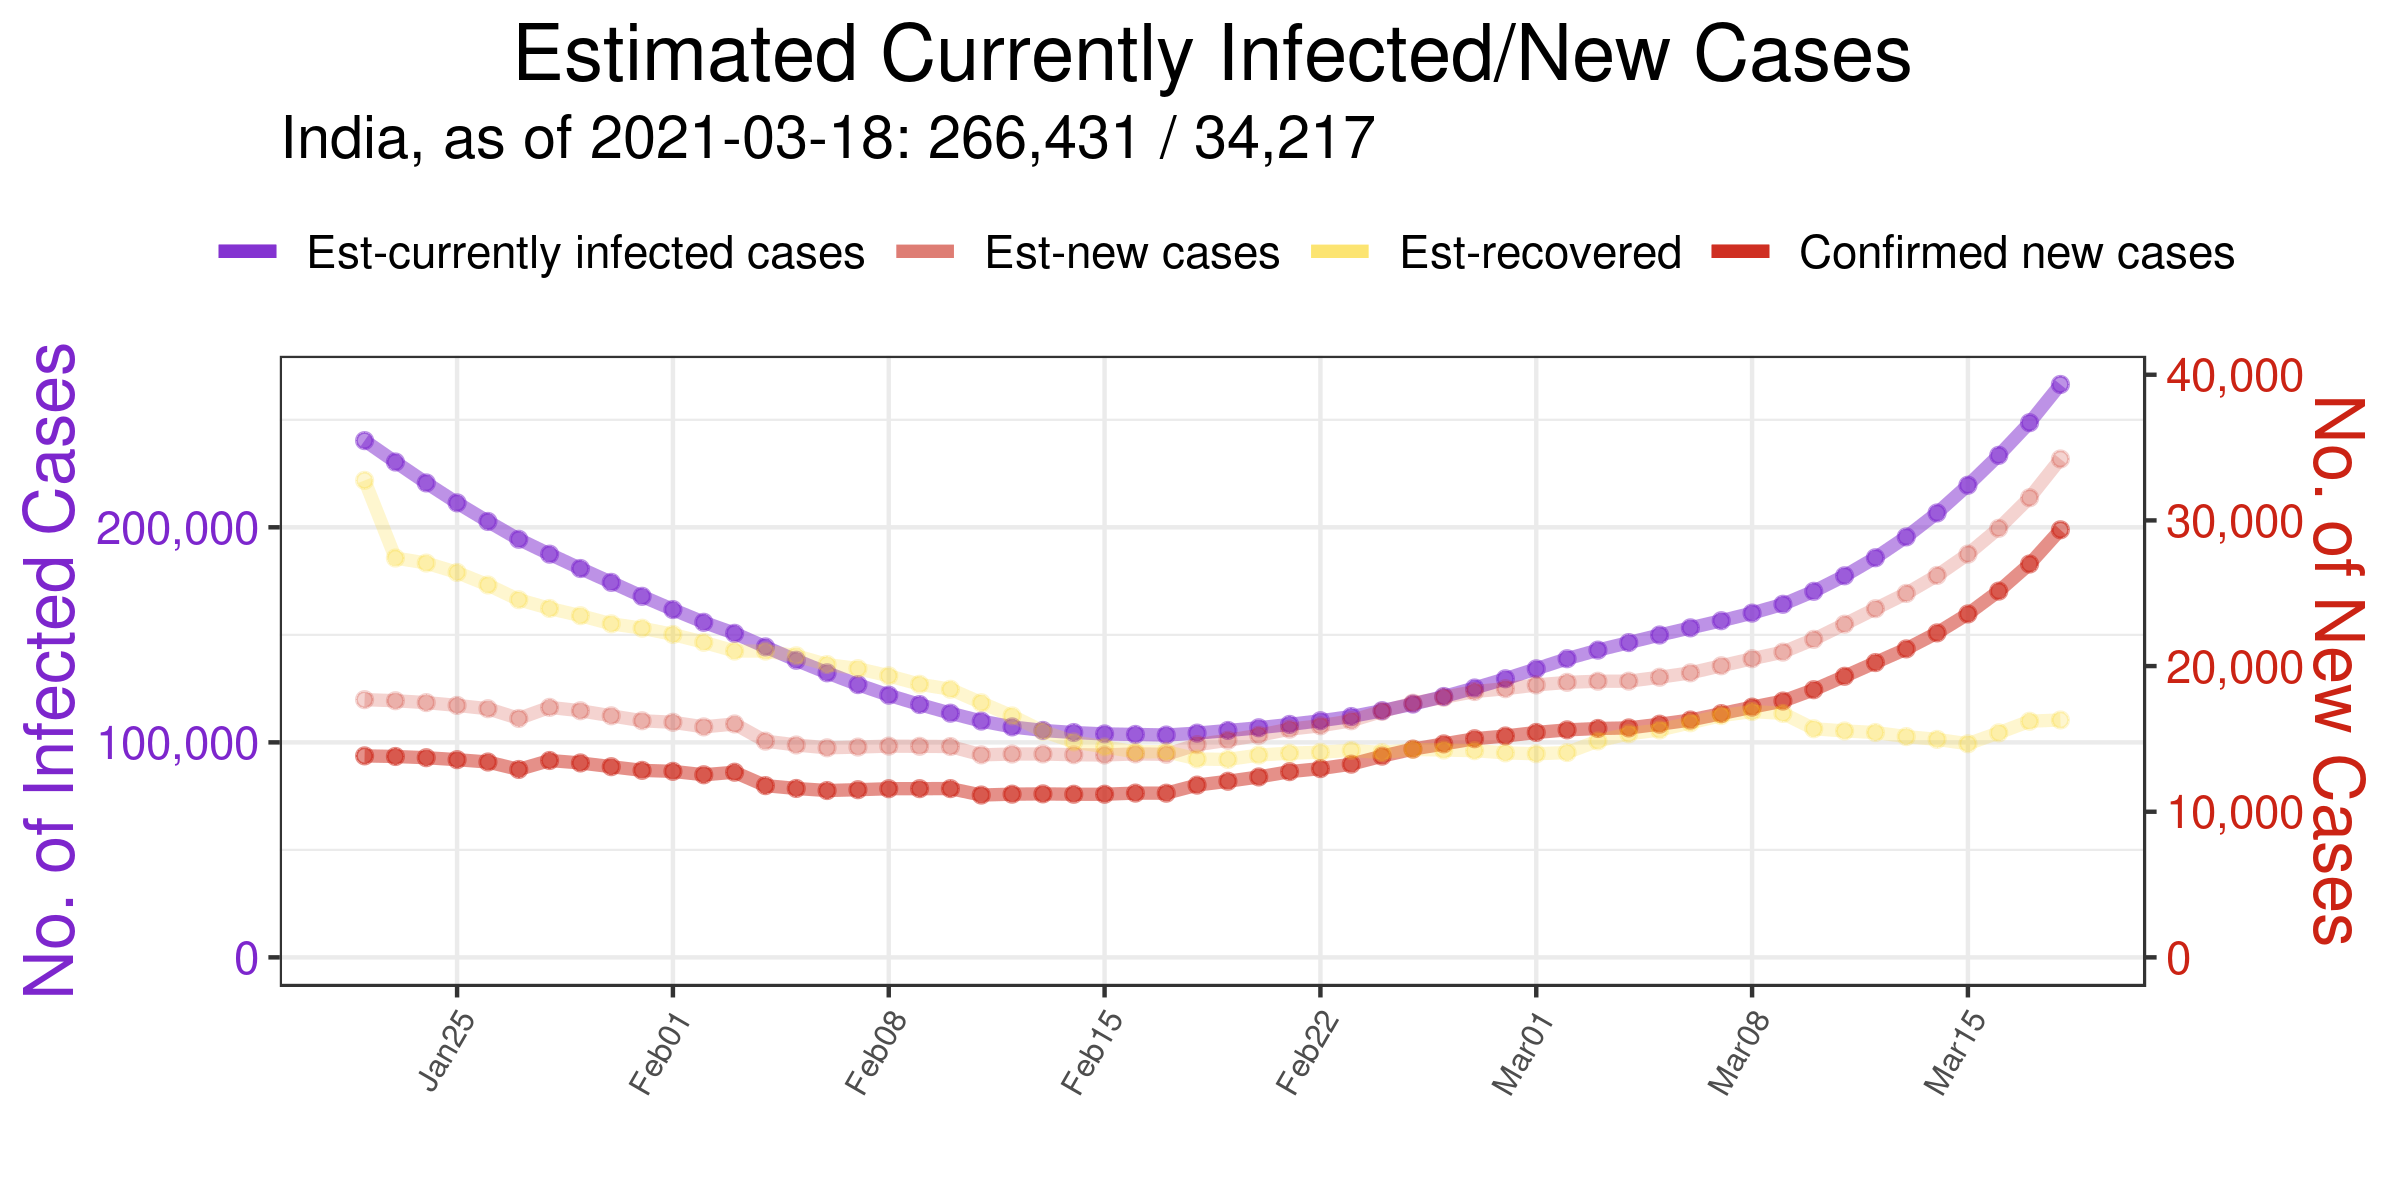 Estimated Currently Infected/New Cases
India, as of 2021-03-18: 266,431 / 34,217
Est-currently infected cases
Est-new cases
Est-recovered
Confirmed new cases
No. of Infected Cases
200,000
100,000
0
40,000
30,000
20,000
10,000
0
No. of New Cases
Jan25
Feb01
Feb08
Feb15
Feb22
Mar01
Mar08
Mar15